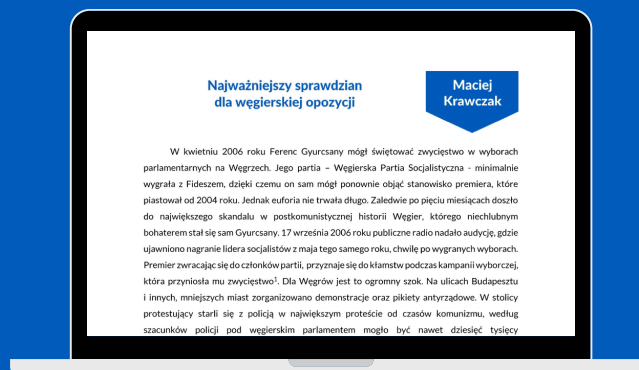 Najważniejszy sprawdzian
dla węgierskiej opozycji
Maciej
Krawczak
W kwietniu 2006 roku Ferenc Gyurcsany mógł świętować zwycięstwo w wyborach
parlamentarnych na Węgrzech. Jego partia – Węgierska Partia Socjalistyczna - minimalnie
wygrała z Fideszem, dzięki czemu on sam mógł ponownie objąć stanowisko premiera, które
piastował od 2004 roku. Jednak euforia nie trwała długo. Zaledwie po pięciu miesiącach doszło
do największego skandalu w postkomunistycznej historii Węgier, którego niechlubnym
bohaterem stał się sam Gyurcsany. 17 września 2006 roku publiczne radio nadało audycję, gdzie
ujawniono nagranie lidera socjalistów z maja tego samego roku, chwilę po wygranych wyborach.
Premier zwracając się do członków partii, przyznaje się do kłamstw podczas kampanii wyborczej,
która przyniosła mu zwycięstwo¹. Dla Węgrów jest to ogromny szok. Na ulicach Budapesztu
i innych, mniejszych miast zorganizowano demonstracje oraz pikiety antyrządowe. W stolicy
protestujący starli się z policją w największym proteście od czasów komunizmu, według
szacunków policji pod węgierskim parlamentem mogło być nawet dziesięć tysięcy